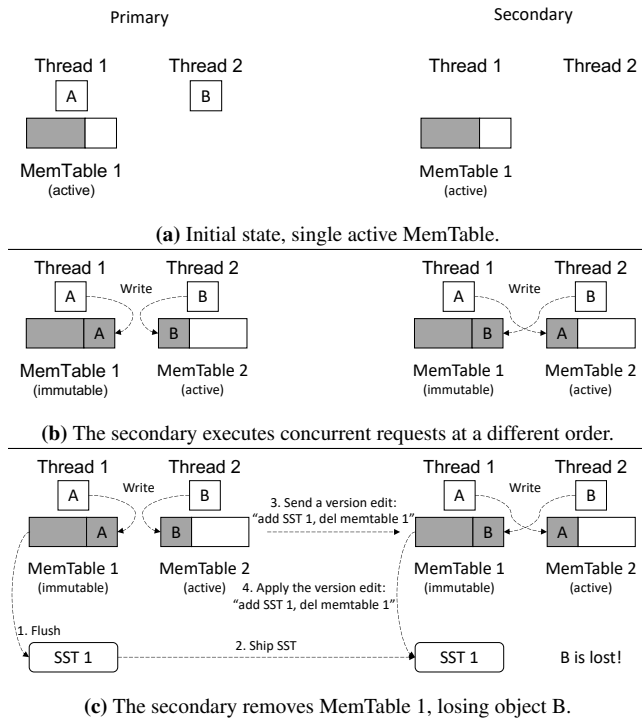 Primary
Secondary
Thread 1
Thread 2
Thread 1
Thread 2
A
B
MemTable 1
(active)
MemTable 1
(active)
(a) Initial state, single active MemTable.
Thread 1
Thread 2
Thread 1
Thread 2
A
Write
B
A
Write
B
A
B
B
A
MemTable 1
(immutable)
MemTable 2
(active)
MemTable 1
(immutable)
MemTable 2
(active)
(b) The secondary executes concurrent requests at a different order.
Thread 1
Thread 2
Thread 1
Thread 2
A
Write
B
3. Send a version edit:
"add SST 1, del memtable 1"
A
Write
B
A
B
B
A
MemTable 1
(immutable)
MemTable 2
(active)
4. Apply the version edit:
"add SST 1, del memtable 1"
MemTable 1
(immutable)
MemTable 2
(active)
1. Flush
2. Ship SST
SST 1
SST 1
B is lost!
(c) The secondary removes MemTable 1, losing object B.